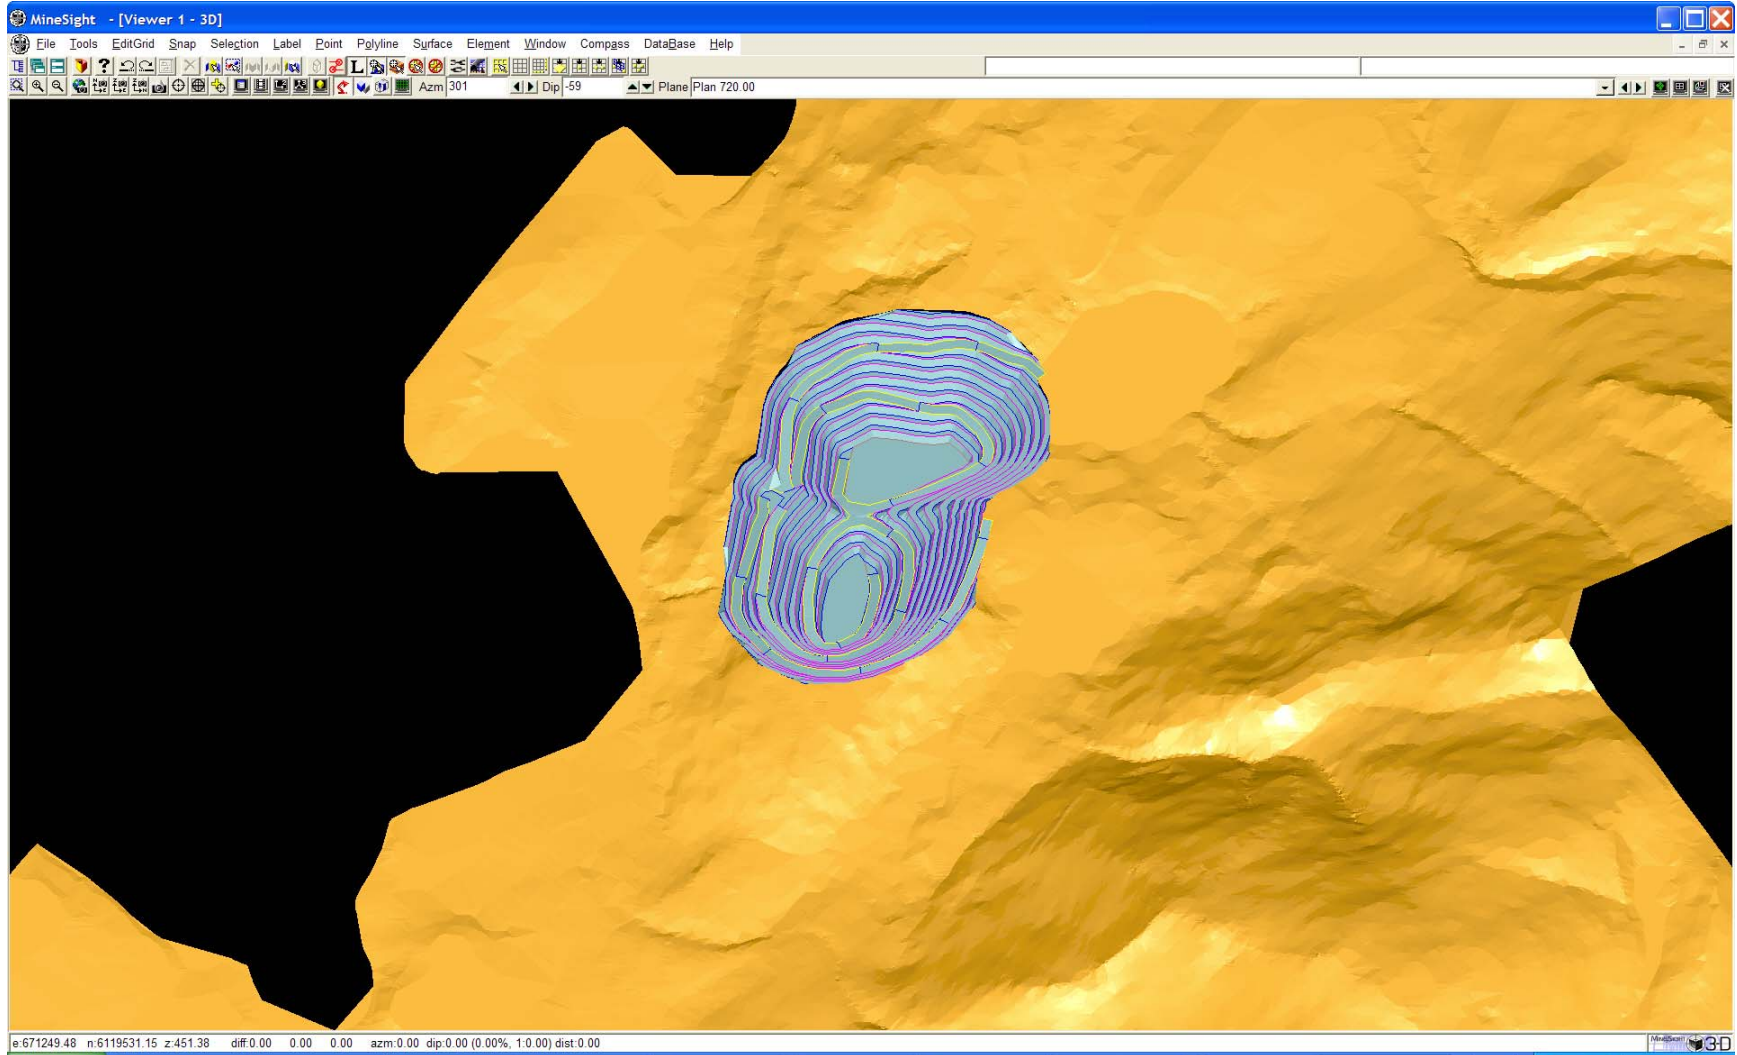 MineSight - [Viewer 1 - 3D]
File Tools EditGrid Snap Selection Label Point Polyline Surface Element Window Compass DataBase Help
Azm 301 Dip -59 Plane Plan 720.00
e:671249.48 n:6119531.15 z:451.38 diff:0.00 0.00 0.00 azm:0.00 dip:0.00 (0.00%, 1:0.00) dist:0.00 MineSight 3-D